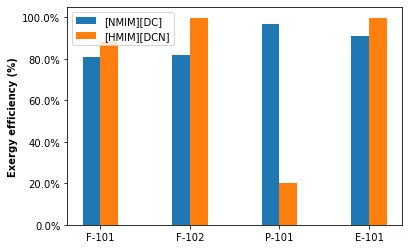 Exergy efficiency (%)
100.0%
80.0%
60.0%
40.0%
20.0%
0.0%
[NMIM][DC]
[HMIM][DCN]
F-101
F-102
P-101
E-101